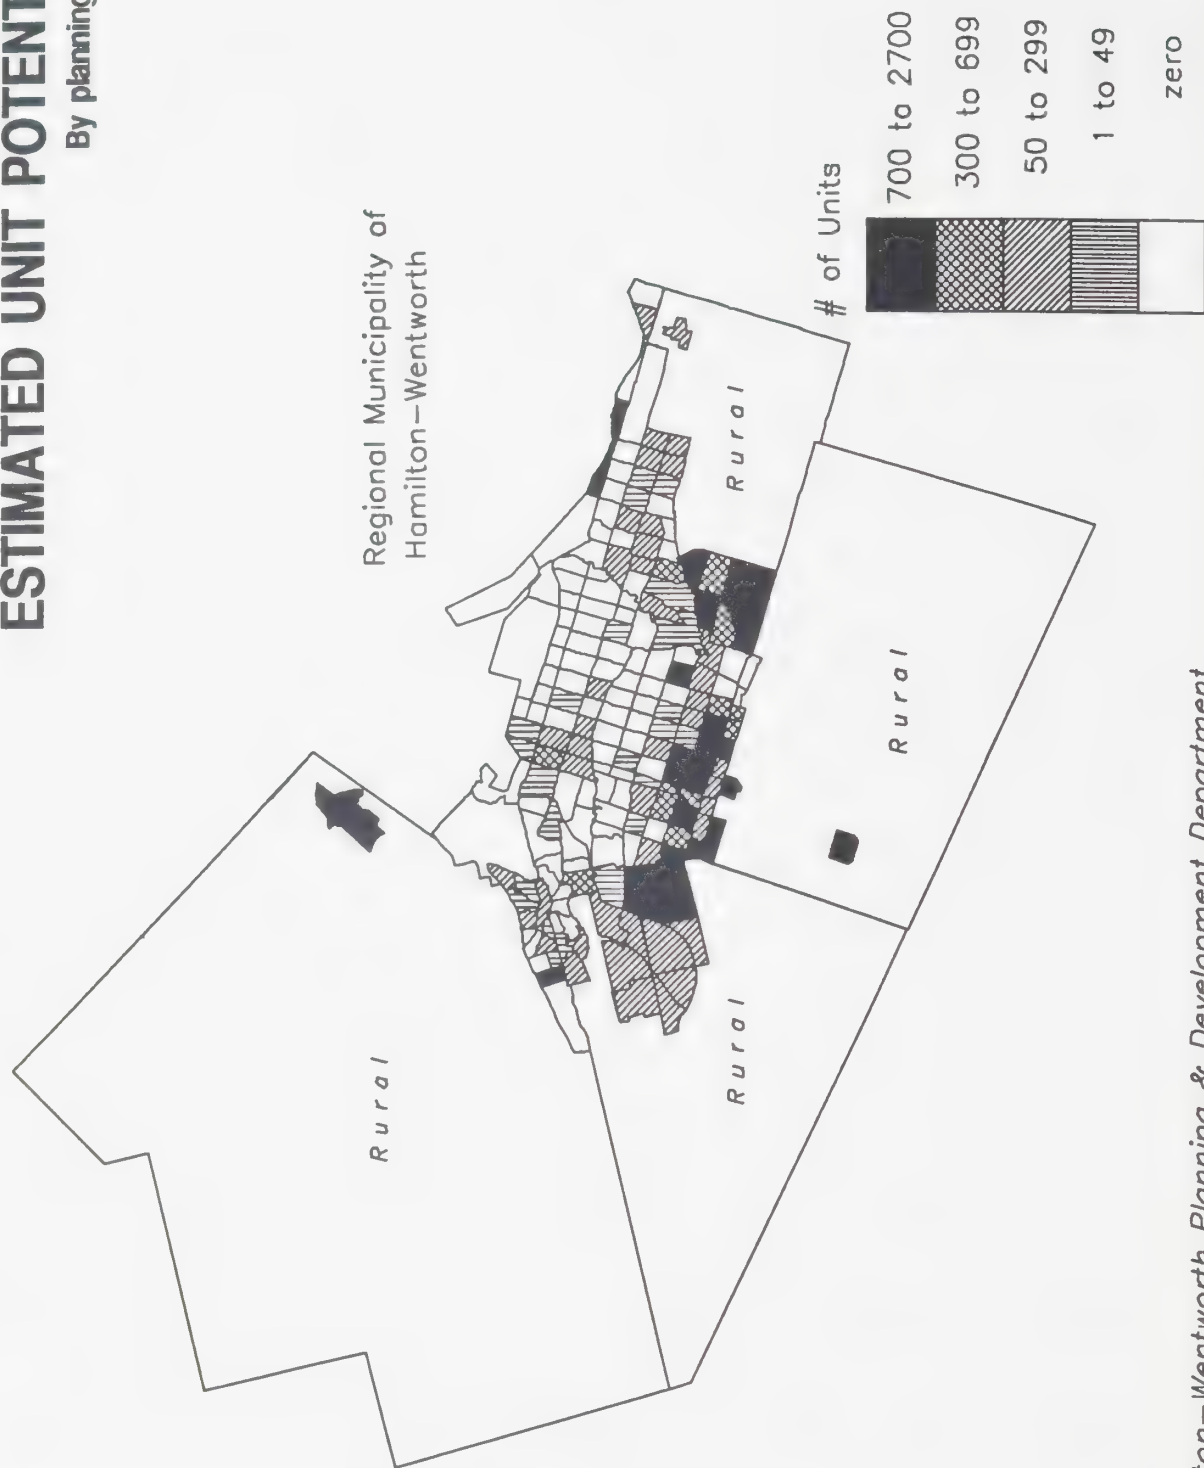 ESTIMATED UNIT POTENT
By planning
Regional Municipality of
Hamilton-Wentworth
Rural
Rural
Rural
Rural
# of Units
700 to 2700
300 to 699
50 to 299
1 to 49
zero
ton-Wentworth Planning & Development Department